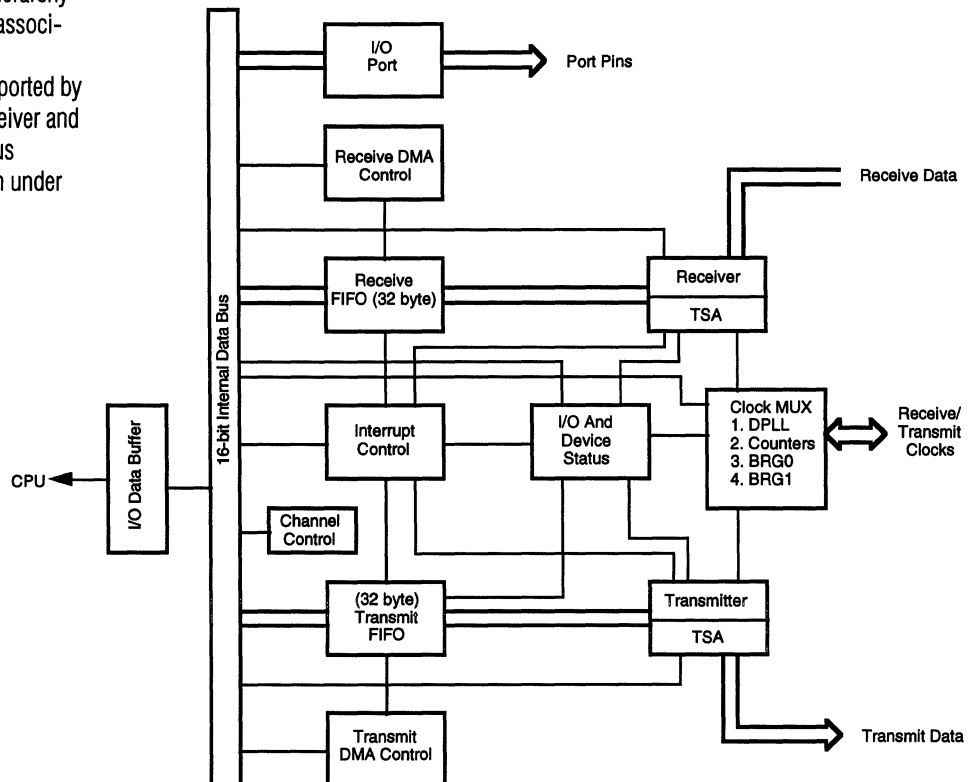 associ-
ported by
eiver and
us
n under
I/O
Port
Port Pins
Receive DMA
Control
Receive Data
Receive
FIFO (32 byte)
Receiver
TSA
16-bit Internal Data Bus
Interrupt
Control
I/O And
Device
Status
Clock MUX
1. DPLL
2. Counters
3. BRG0
4. BRG1
Receive/
Transmit
Clocks
CPU
I/O Data Buffer
Channel
Control
(32 byte)
Transmit
FIFO
Transmitter
TSA
Transmit
DMA Control
Transmit Data